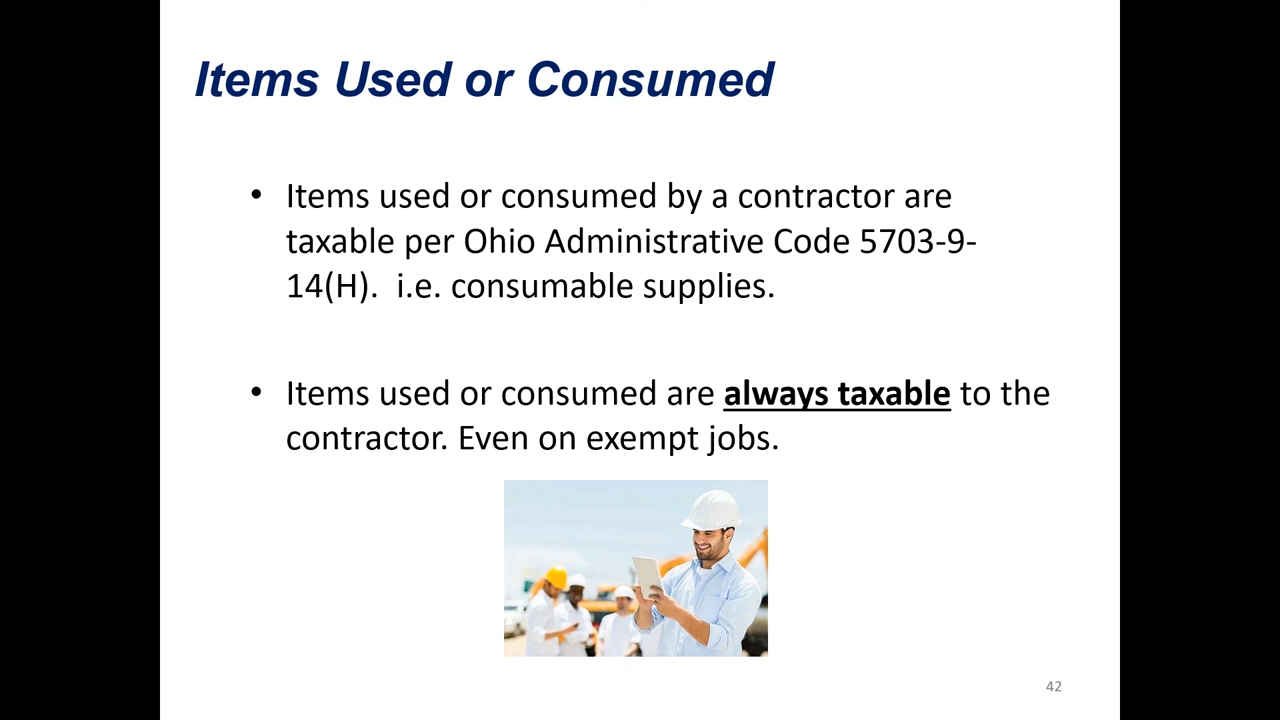 Items Used or Consumed
• Items used or consumed by a contractor are
taxable per Ohio Administrative Code 5703-9-
14(H).  i.e. consumable supplies.
• Items used or consumed are always taxable to the
contractor. Even on exempt jobs.
42